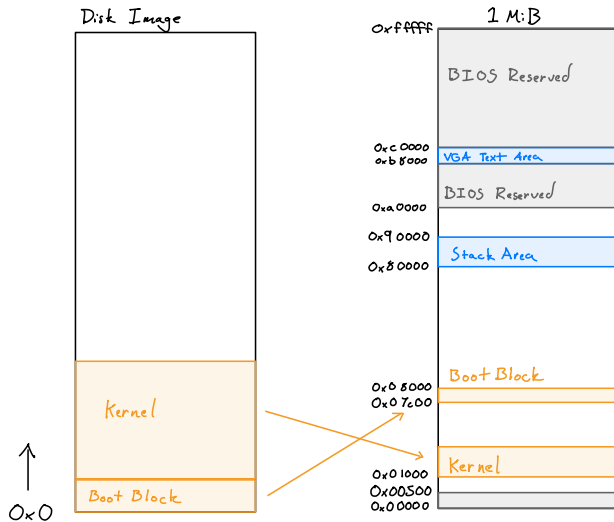 Disk Image
Kernel
Boot Block
0x0
1 MiB
0xfffff
BIOS Reserved
0xc0000
VGA Text Area
0xb8000
BIOS Reserved
0xa0000
0x90000
Stack Area
0x80000
Boot Block
0x08000
0x07c00
Kernel
0x01000
0x00500
0x00000